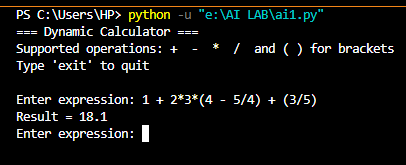 PS C:\Users\HP> python -u "e:\AI LAB\ai1.py"
=== Dynamic Calculator ===
Supported operations: + - * / and ( ) for brackets
Type 'exit' to quit
Enter expression: 1 + 2*3*(4 - 5/4) + (3/5)
Result = 18.1
Enter expression: